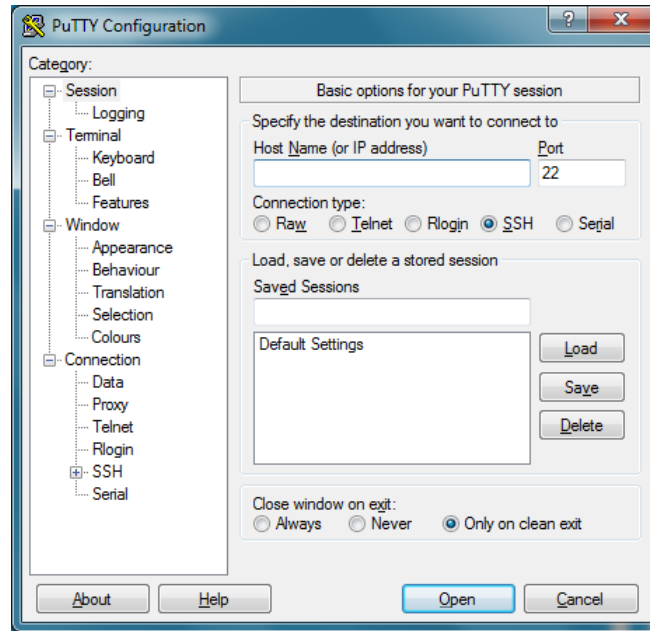 PuTTY Configuration
?
X
Category:
Session
Logging
Terminal
Keyboard
Bell
Features
Window
Appearance
Behaviour
Translation
Selection
Colours
Connection
Data
Proxy
Telnet
Rlogin
SSH
Serial
Basic options for your PuTTY session
Specify the destination you want to connect to
Host Name (or IP address) Port
22
Connection type:
Raw Telnet Rlogin SSH Serial
Load, save or delete a stored session
Saved Sessions
Default Settings
Load
Save
Delete
Close window on exit:
Always Never Only on clean exit
About Help Open Cancel